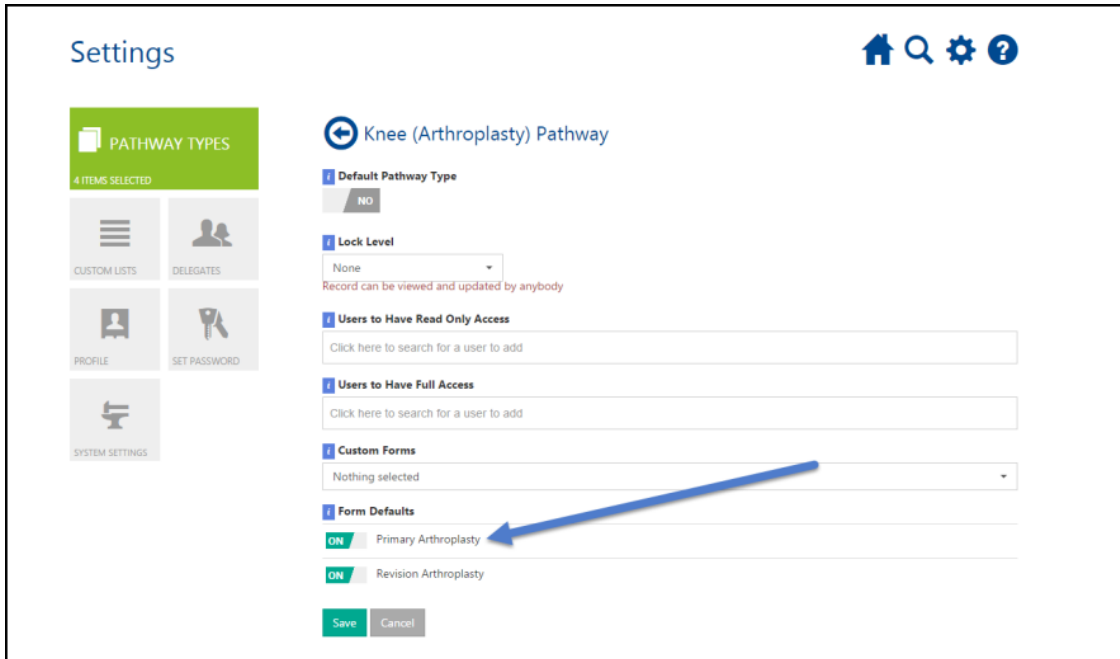 Settings
PATHWAY TYPES
4 ITEMS SELECTED
CUSTOM LISTS
DELEGATES
PROFILE
SET PASSWORD
SYSTEM SETTINGS
Knee (Arthroplasty) Pathway
i Default Pathway Type
NO
i Lock Level
None
Record can be viewed and updated by anybody
i Users to Have Read Only Access
Click here to search for a user to add
i Users to Have Full Access
Click here to search for a user to add
i Custom Forms
Nothing selected
i Form Defaults
ON Primary Arthroplasty
ON Revision Arthroplasty
Save Cancel